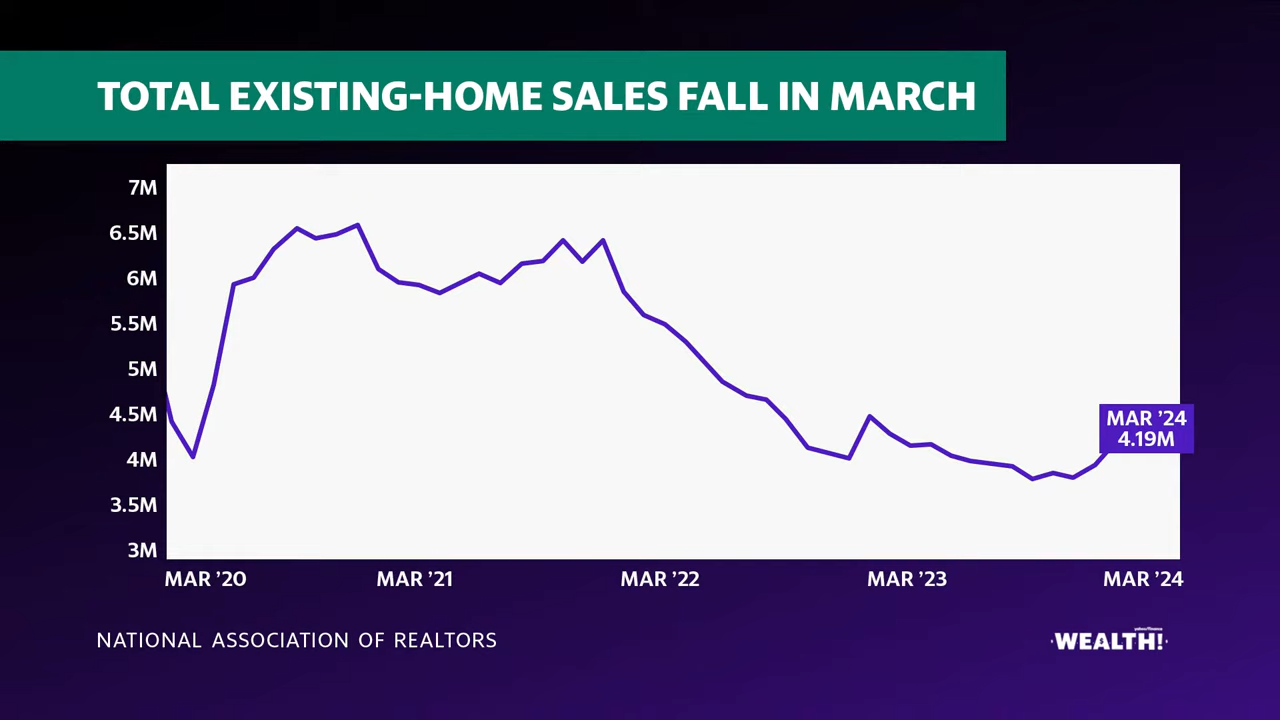 TOTAL EXISTING-HOME SALES FALL IN MARCH
7M
6.5M
6M
5.5M
5M
4.5M
4M
3.5M
3M
MAR ’24
4.19M
MAR ’20 MAR ’21 MAR ’22 MAR ’23 MAR ’24
NATIONAL ASSOCIATION OF REALTORS
yahoo/finance
WEALTH!